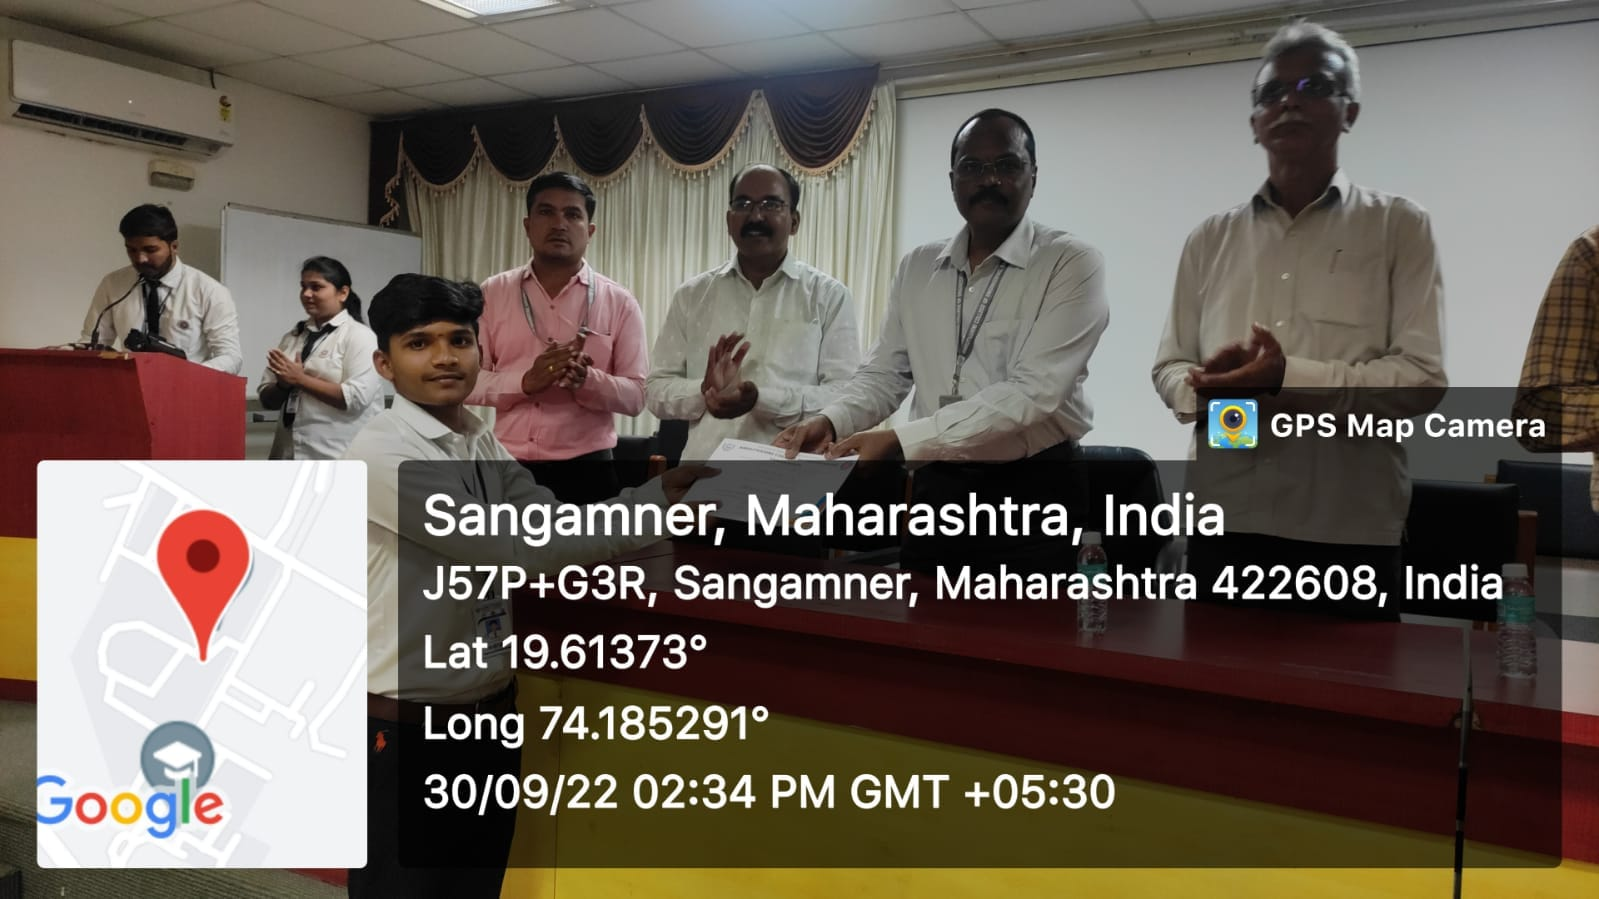 GPS Map Camera
Sangamner, Maharashtra, India
J57P+G3R, Sangamner, Maharashtra 422608, India
Lat 19.61373°
Long 74.185291°
30/09/22 02:34 PM GMT +05:30
Google